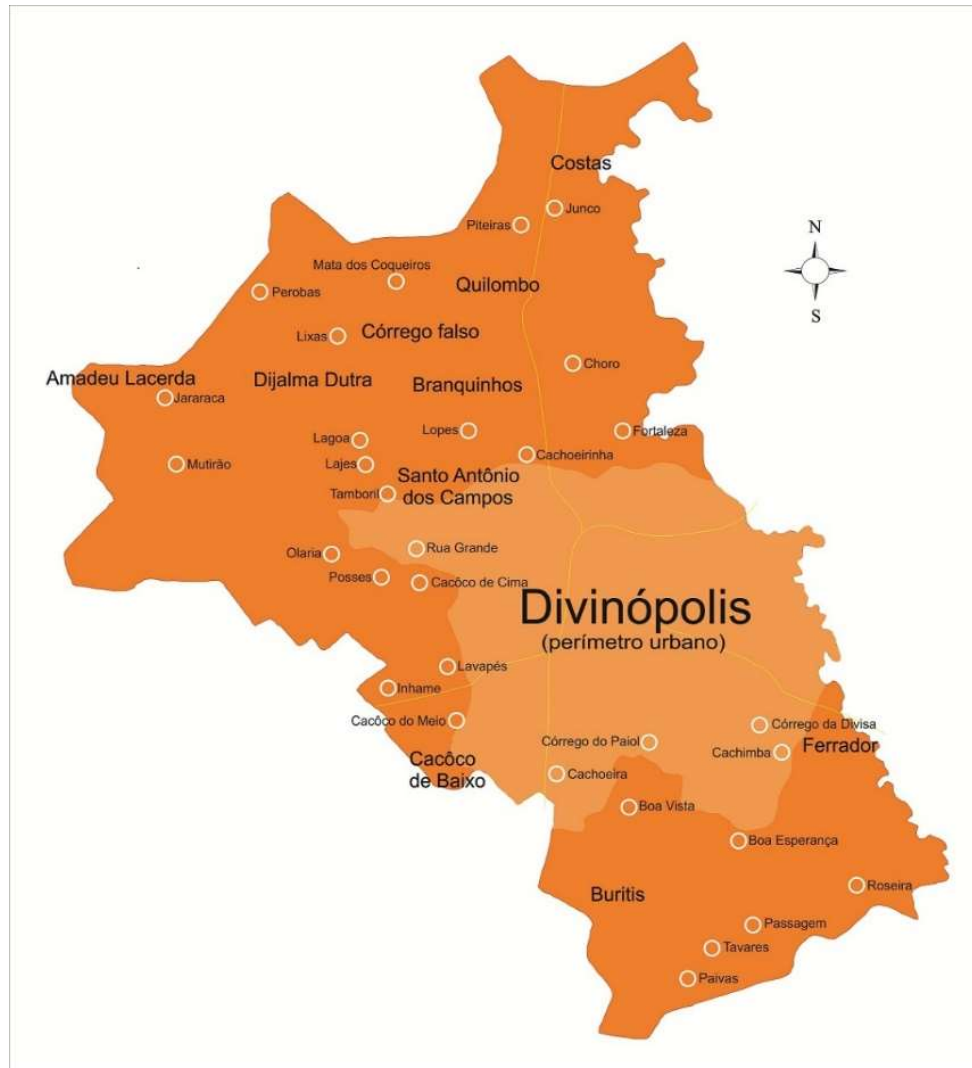 Costas
Junco
Piteiras
N
S
Mata dos Coqueiros
Quilombo
Perobas
Lixas
Córrego falso
Choro
Amadeu Lacerda
Dijalma Dutra
Branquinhos
Jararaca
Lopes
Fortaleza
Lagoa
Cachoeirinha
Mutirão
Lajes
Santo Antônio
dos Campos
Tamboril
Olaria
Rua Grande
Posses
Cacôco de Cima
Divinópolis
(perímetro urbano)
Lavapés
Inhame
Cacôco do Meio
Córrego da Divisa
Córrego do Paiol
Cachimba
Ferrador
Cacôco
de Baixo
Cachoeira
Boa Vista
Boa Esperança
Buritis
Roseira
Passagem
Tavares
Paivas